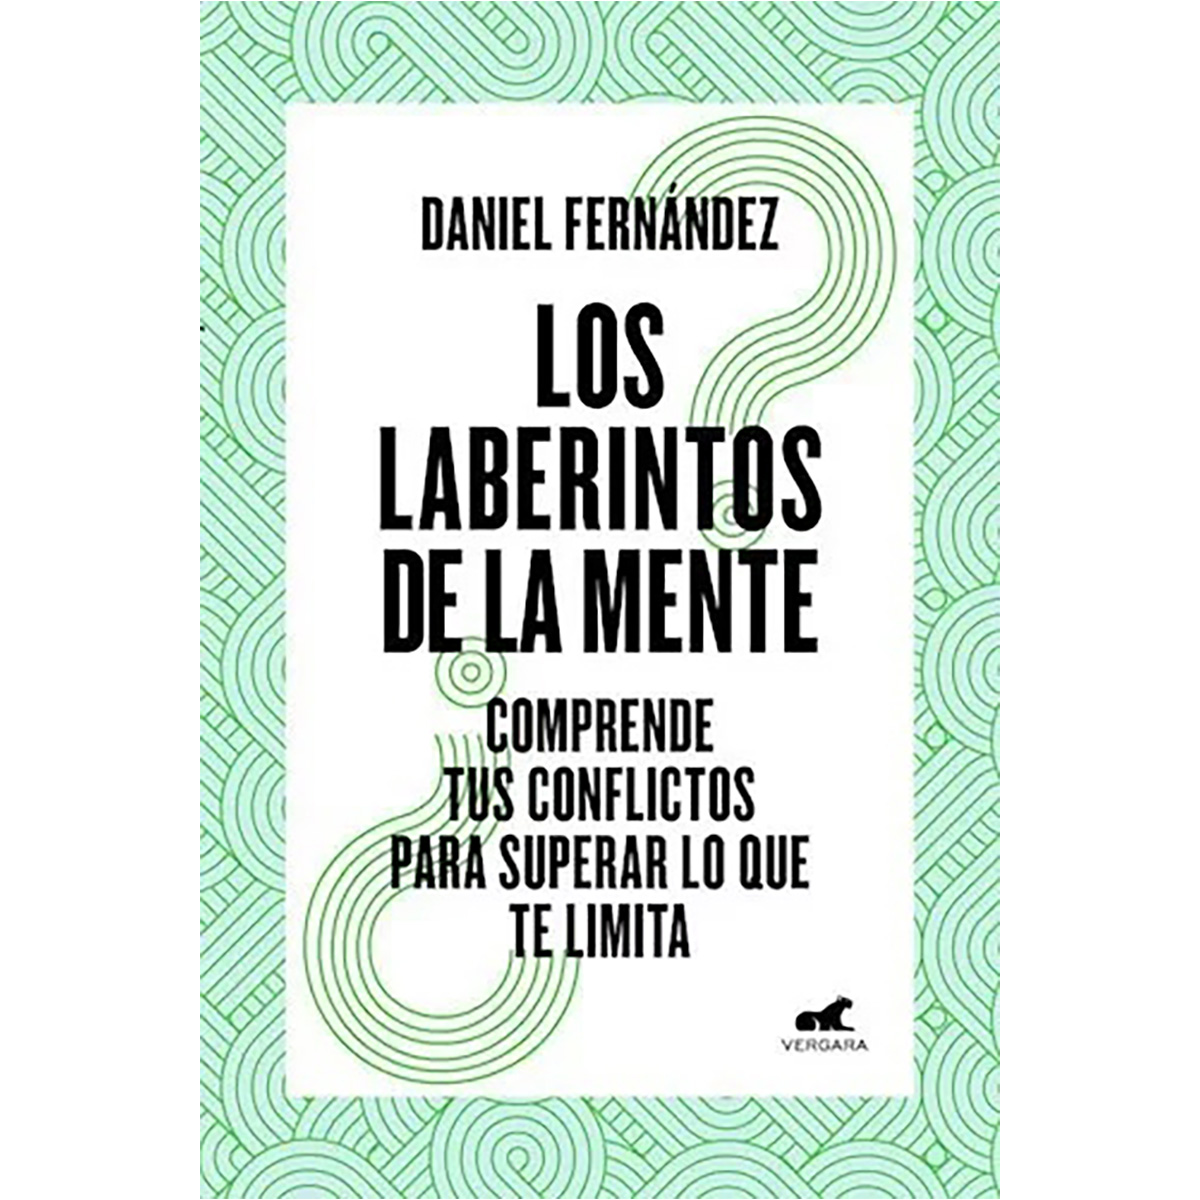 DANIEL FERNÁNDEZ
LOS
LABERINTOS
DE LA MENTE
COMPRENDE
TUS CONFLICTOS
PARA SUPERAR LO QUE
TE LIMITA
VERGARA